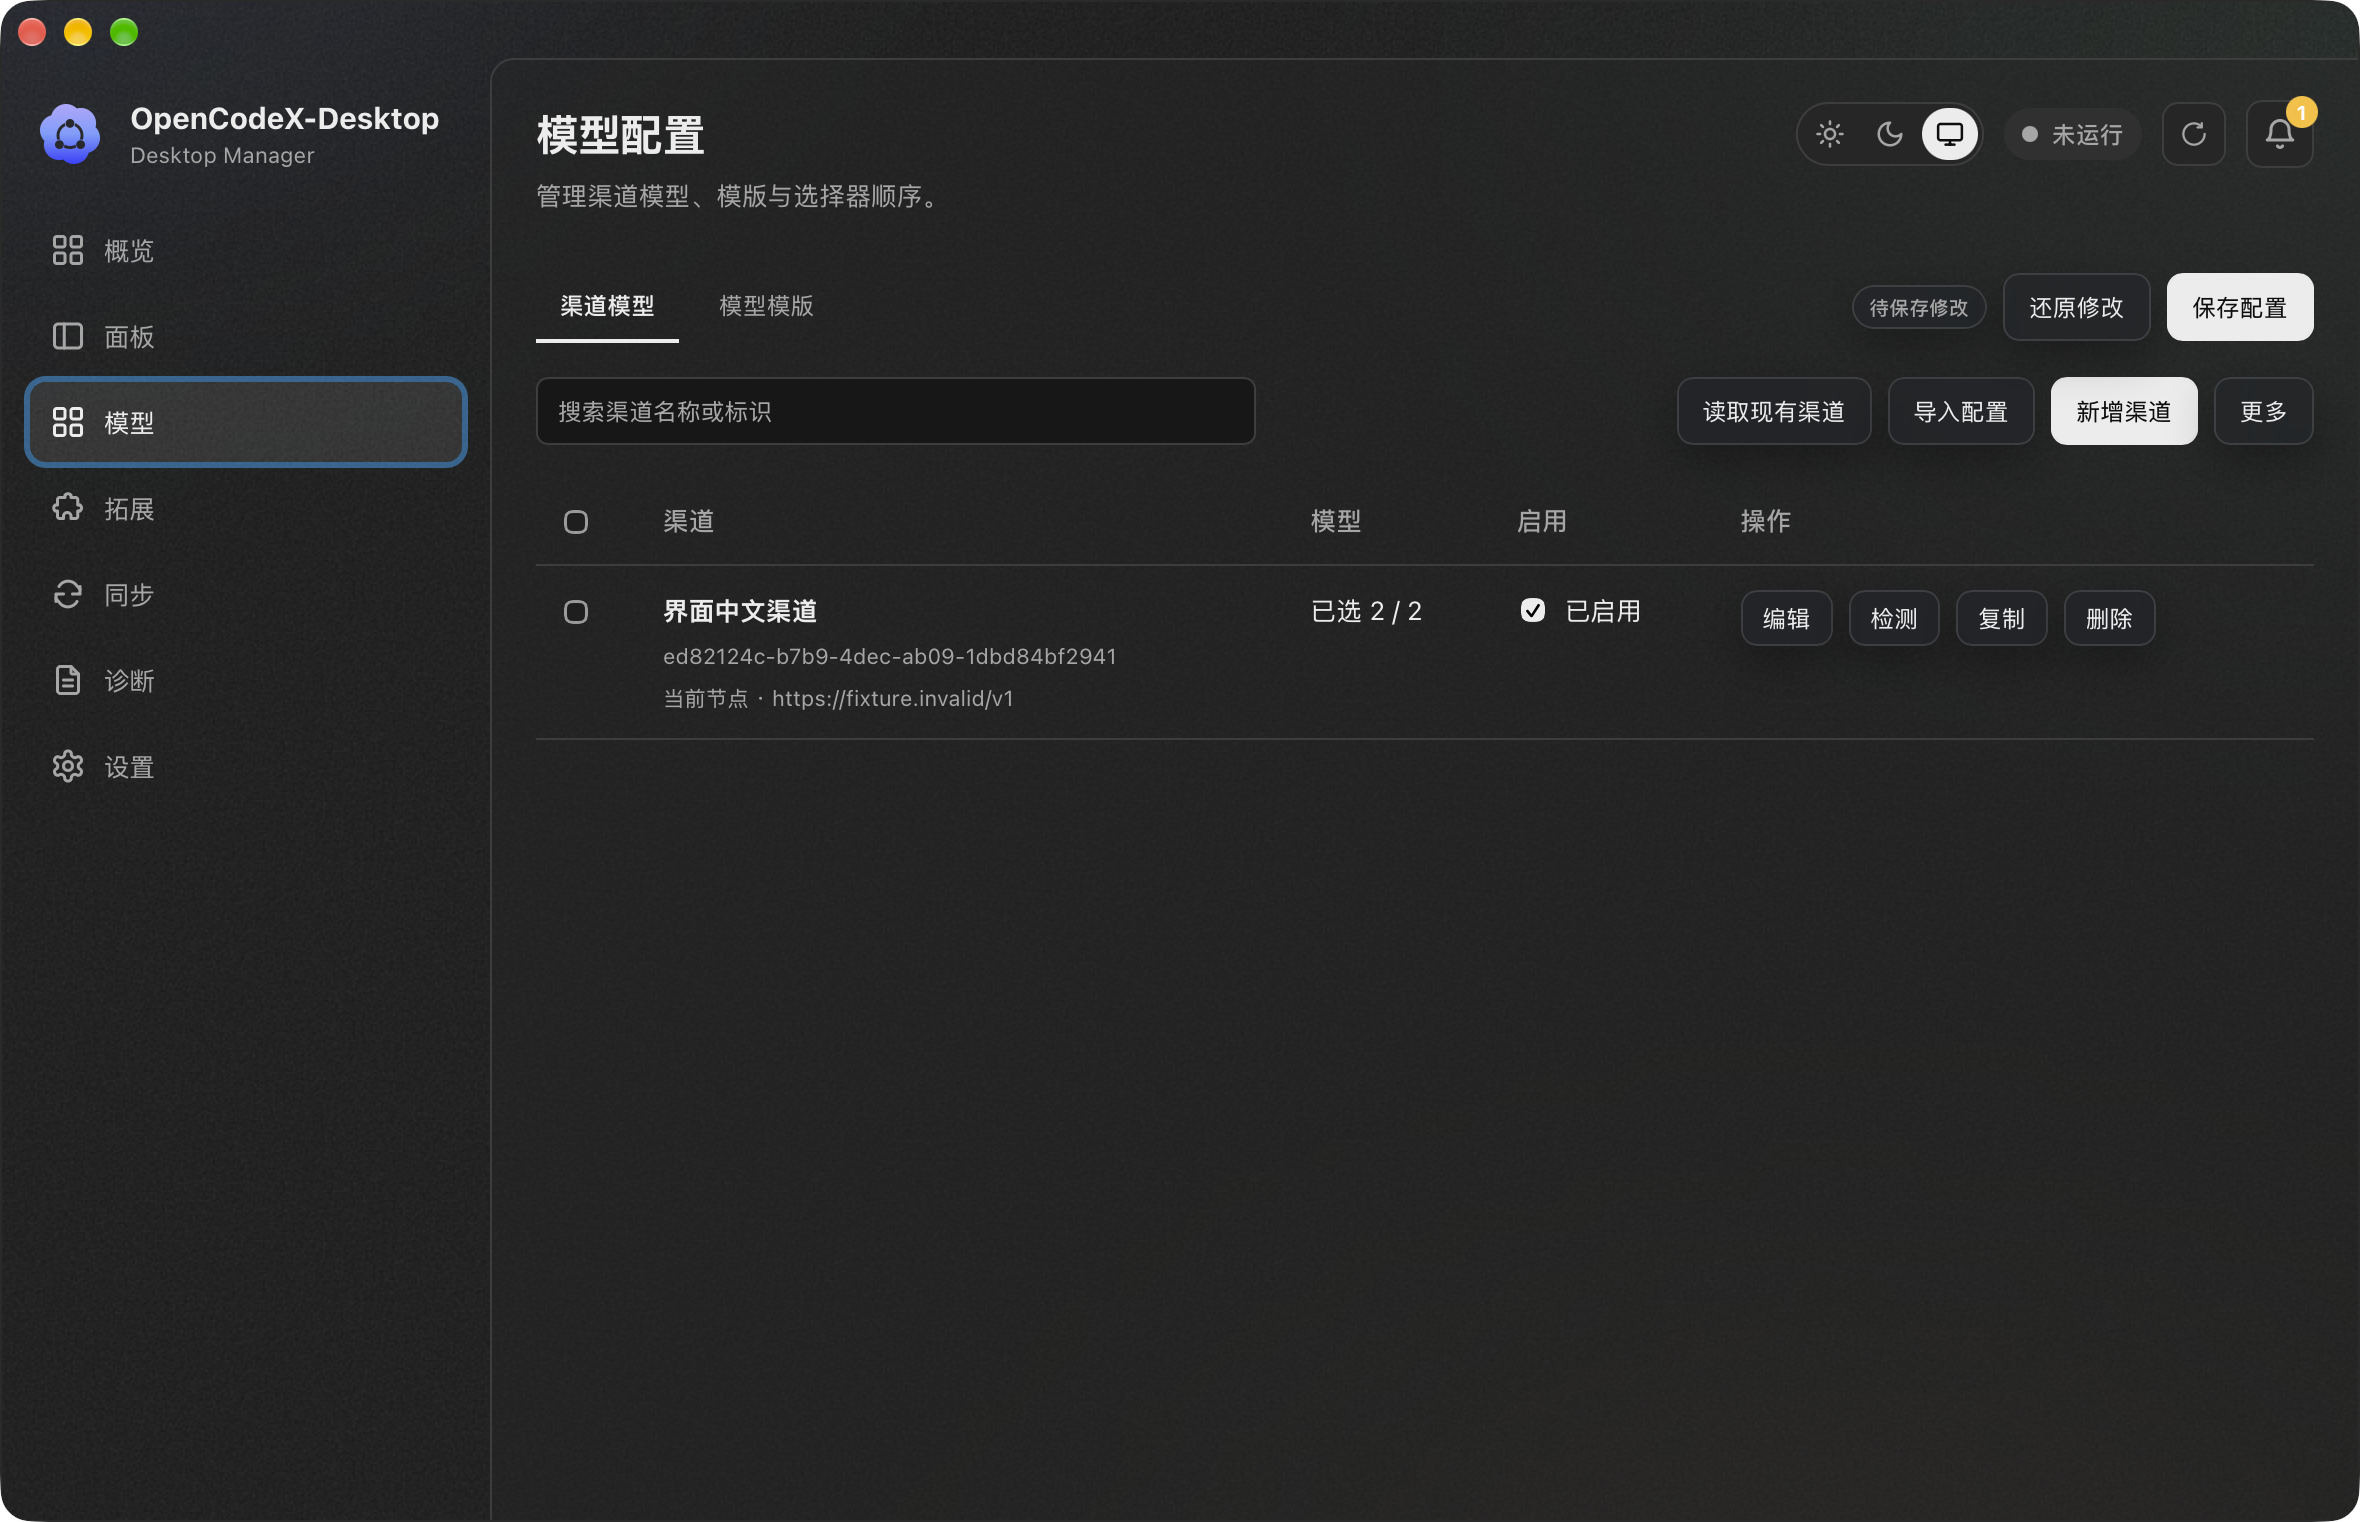 OpenCodeX-Desktop
Desktop Manager
概览
面板
模型
拓展
同步
诊断
设置
模型配置
管理渠道模型、模版与选择器顺序。
未运行
1
渠道模型
模型模版
待保存修改
还原修改
保存配置
搜索渠道名称或标识
读取现有渠道
导入配置
新增渠道
更多
渠道
模型
启用
操作
界面中文渠道
ed82124c-b7b9-4dec-ab09-1dbd84bf2941
当前节点 · https://fixture.invalid/v1
已选 2 / 2
已启用
编辑
检测
复制
删除